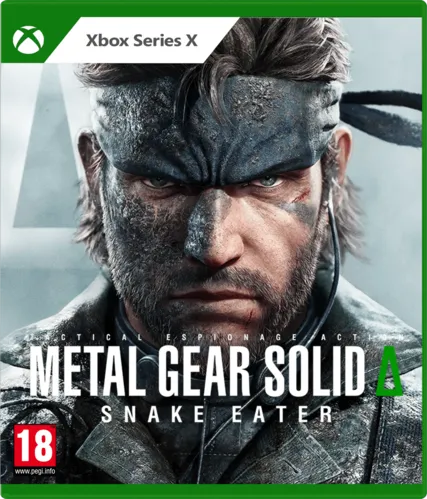 Xbox Series X
TACTICAL ESPIONAGE ACTION
METAL GEAR SOLID Δ
SNAKE EATER
18
www.pegi.info